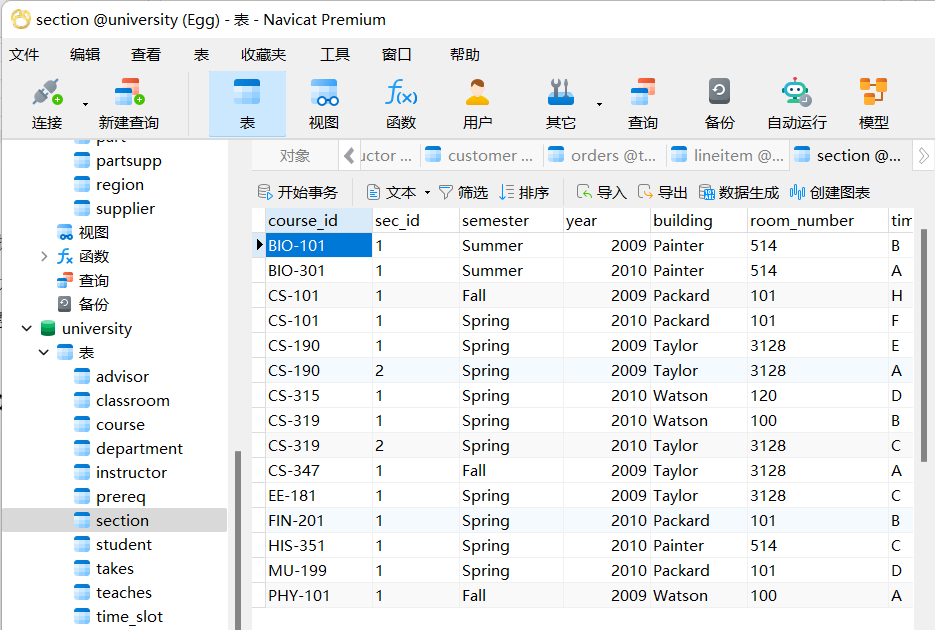 section @university (Egg) - 表 - Navicat Premium
文件 编辑 查看 表 收藏夹 工具 窗口 帮助
连接 新建查询 表 视图 函数 用户 其它 查询 备份 自动运行 模型
对象 uctor ... customer ... orders @t... lineitem @... section @...
开始事务 文本 筛选 排序 导入 导出 数据生成 创建图表
part
partsupp
region
supplier
视图
函数
查询
备份
university
表
advisor
classroom
course
department
instructor
prereq
section
student
takes
teaches
time_slot
course_id sec_id semester year building room_number tim
BIO-101 1 Summer 2009 Painter 514 B
BIO-301 1 Summer 2010 Painter 514 A
CS-101 1 Fall 2009 Packard 101 H
CS-101 1 Spring 2010 Packard 101 F
CS-190 1 Spring 2009 Taylor 3128 E
CS-190 2 Spring 2009 Taylor 3128 A
CS-315 1 Spring 2010 Watson 120 D
CS-319 1 Spring 2010 Watson 100 B
CS-319 2 Spring 2010 Taylor 3128 C
CS-347 1 Fall 2009 Taylor 3128 A
EE-181 1 Spring 2009 Taylor 3128 C
FIN-201 1 Spring 2010 Packard 101 B
HIS-351 1 Spring 2010 Painter 514 C
MU-199 1 Spring 2010 Packard 101 D
PHY-101 1 Fall 2009 Watson 100 A